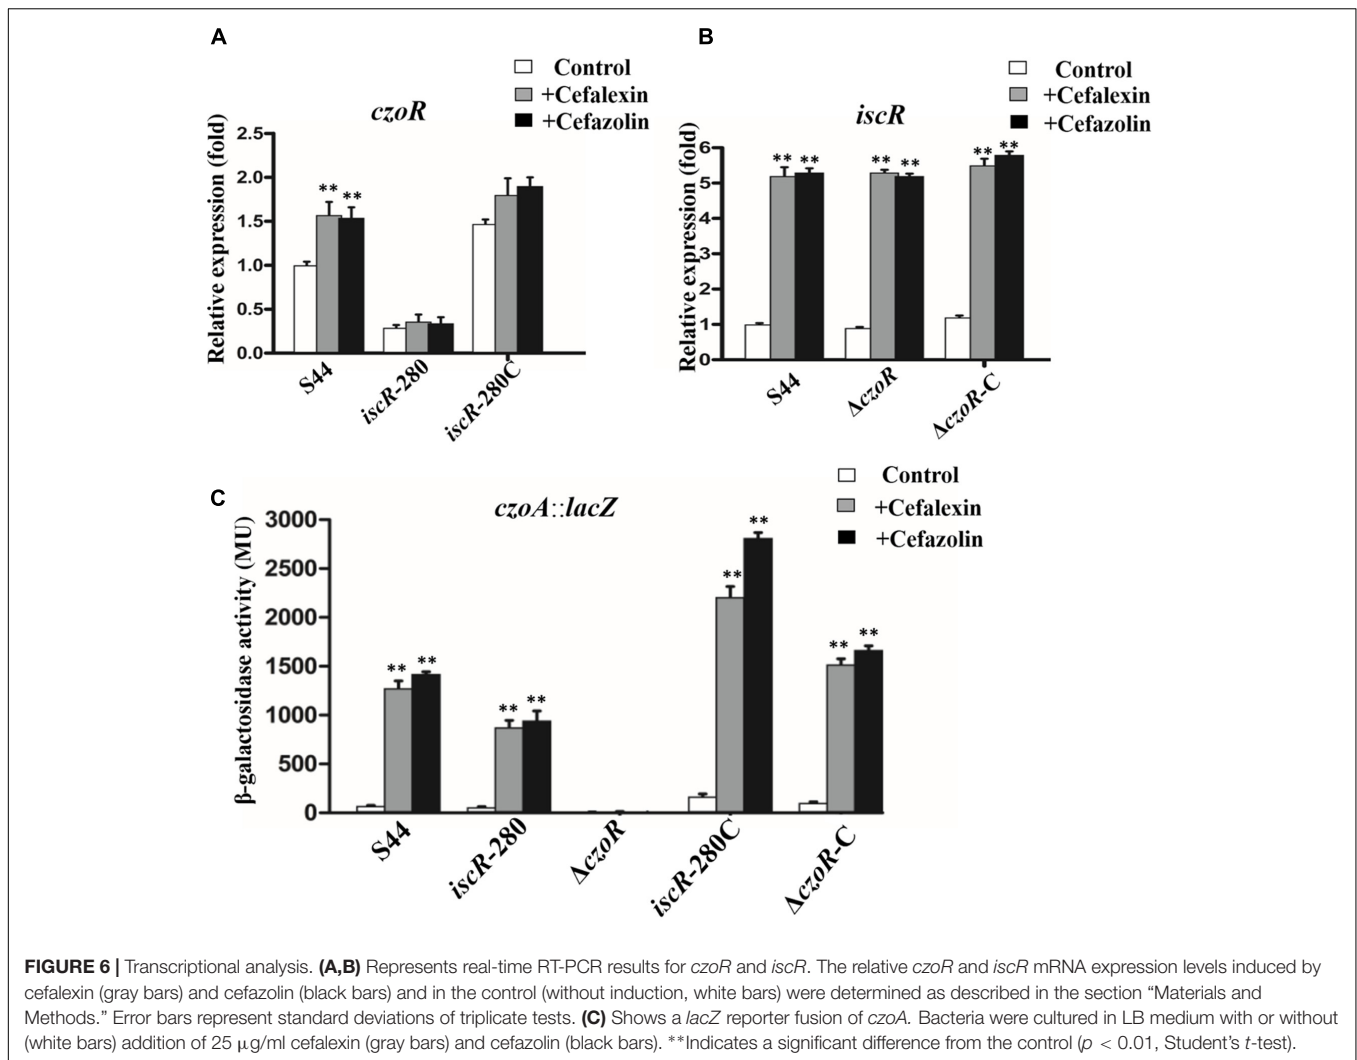 A
Control
+Cefalexin
+Cefazolin
czoR
Relative expression (fold)
2.5
2.0
1.5
1.0
0.5
0.0
** **
S44
iscR-280
iscR-280C
B
Control
+Cefalexin
+Cefazolin
iscR
Relative expression (fold)
6
5
4
3
2
1
0
** ** ** ** ** **
S44
ΔczoR
ΔczoR-C
C
Control
+Cefalexin
+Cefazolin
czoA::lacZ
β-galactosidase activity (MU)
3000
2500
2000
1500
1000
500
0
** ** ** ** ** ** ** **
S44
iscR-280
ΔczoR
iscR-280C
ΔczoR-C
FIGURE 6 | Transcriptional analysis. (A,B) Represents real-time RT-PCR results for czoR and iscR. The relative czoR and iscR mRNA expression levels induced by
cefalexin (gray bars) and cefazolin (black bars) and in the control (without induction, white bars) were determined as described in the section “Materials and
Methods.” Error bars represent standard deviations of triplicate tests. (C) Shows a lacZ reporter fusion of czoA. Bacteria were cultured in LB medium with or without
(white bars) addition of 25 μg/ml cefalexin (gray bars) and cefazolin (black bars). **Indicates a significant difference from the control (p < 0.01, Student’s t-test).